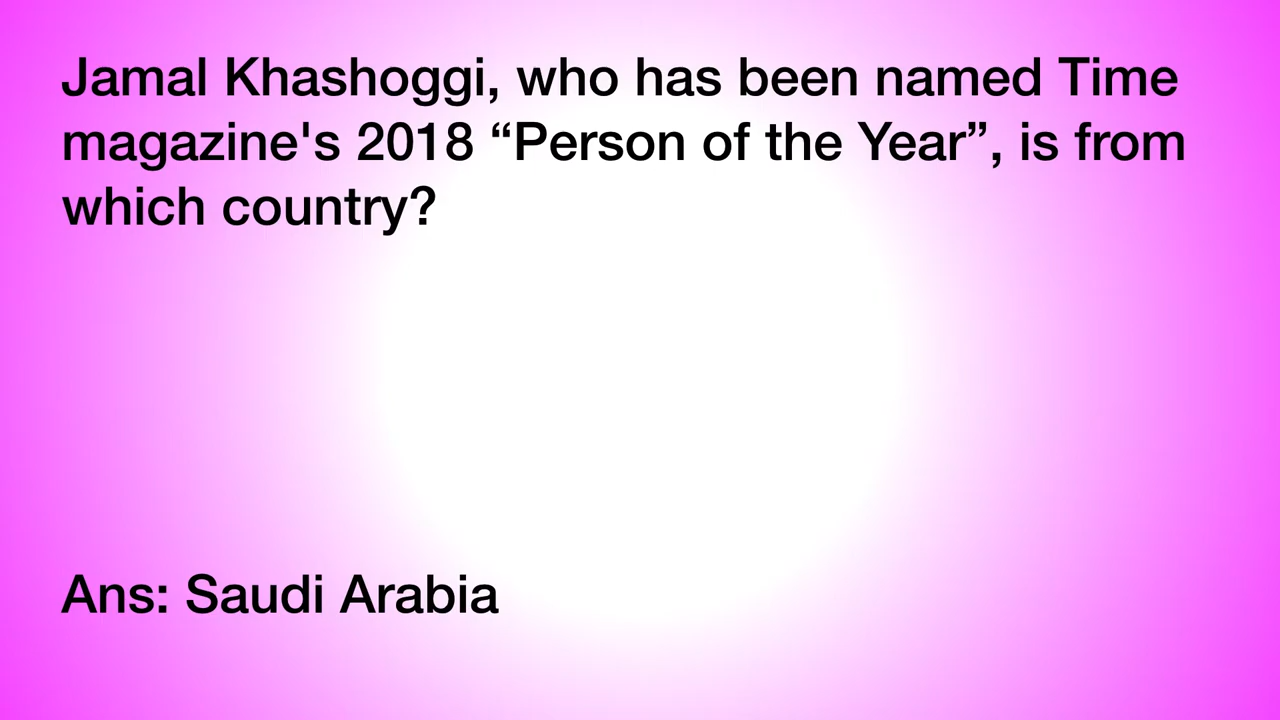 Jamal Khashoggi, who has been named Time
magazine's 2018 “Person of the Year”, is from
which country?
Ans: Saudi Arabia